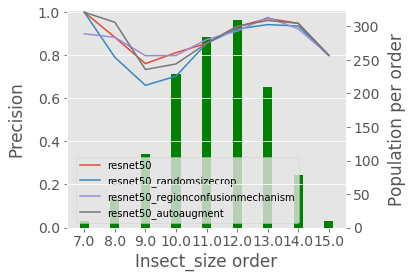 1.0
0.8
0.6
0.4
0.2
0.0
Precision
300
250
200
150
100
50
0
Population per order
resnet50
resnet50_randomsizecrop
resnet50_regionconfusionmechanism
resnet50_autoaugment
7.0 8.0 9.0 10.0 11.0 12.0 13.0 14.0 15.0
Insect_size order